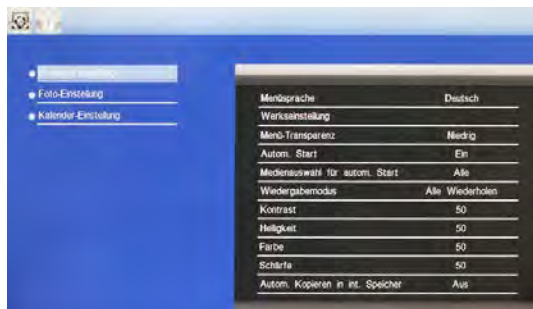 Foto-Einstellung
Kalender-Einstellung
Menüsprache Deutsch
Werkseinstellung
Menü-Transparenz Niedrig
Autom. Start Ein
Medienauswahl für autom. Start Alle
Wiedergabemodus Alle Wiederholen
Kontrast 50
Helligkeit 50
Farbe 50
Schärfe 50
Autom. Kopieren in int. Speicher Aus